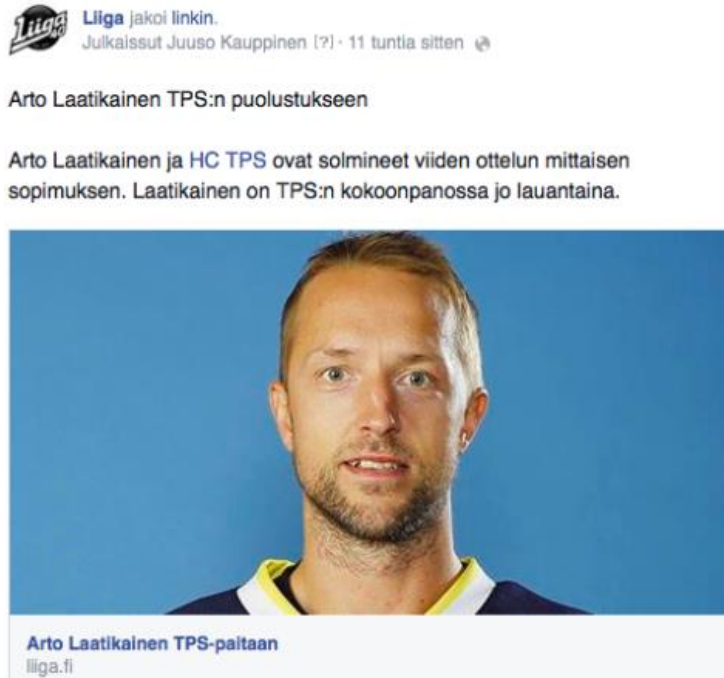 Liiga
Liiga jakoi linkin.
Julkaissut Juuso Kauppinen [?] · 11 tuntia sitten
Arto Laatikainen TPS:n puolustukseen
Arto Laatikainen ja HC TPS ovat solmineet viiden ottelun mittaisen
sopimuksen. Laatikainen on TPS:n kokoonpanossa jo lauantaina.
Arto Laatikainen TPS-paitaan
liiga.fi